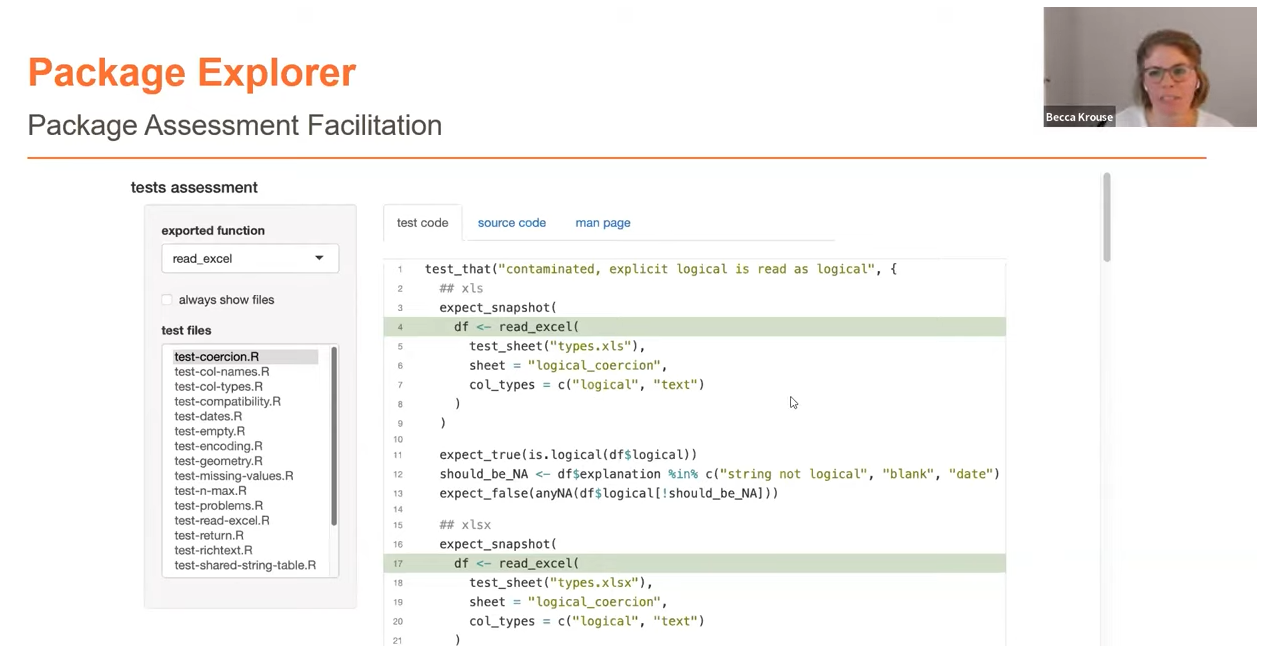 Package Explorer
Package Assessment Facilitation
Becca Krouse
tests assessment
exported function
read_excel
always show files
test files
test-coercion.R
test-col-names.R
test-col-types.R
test-compatibility.R
test-dates.R
test-empty.R
test-encoding.R
test-geometry.R
test-missing-values.R
test-n-max.R
test-problems.R
test-read-excel.R
test-return.R
test-richtext.R
test-shared-string-table.R
test code source code man page
1 test_that("contaminated, explicit logical is read as logical", {
2 ## xls
3 expect_snapshot(
4 df <- read_excel(
5 test_sheet("types.xls"),
6 sheet = "logical_coercion",
7 col_types = c("logical", "text")
8 )
9 )
10
11 expect_true(is.logical(df$logical))
12 should_be_NA <- df$explanation %in% c("string not logical", "blank", "date")
13 expect_false(anyNA(df$logical[!should_be_NA]))
14
15 ## xlsx
16 expect_snapshot(
17 df <- read_excel(
18 test_sheet("types.xlsx"),
19 sheet = "logical_coercion",
20 col_types = c("logical", "text")
21 )